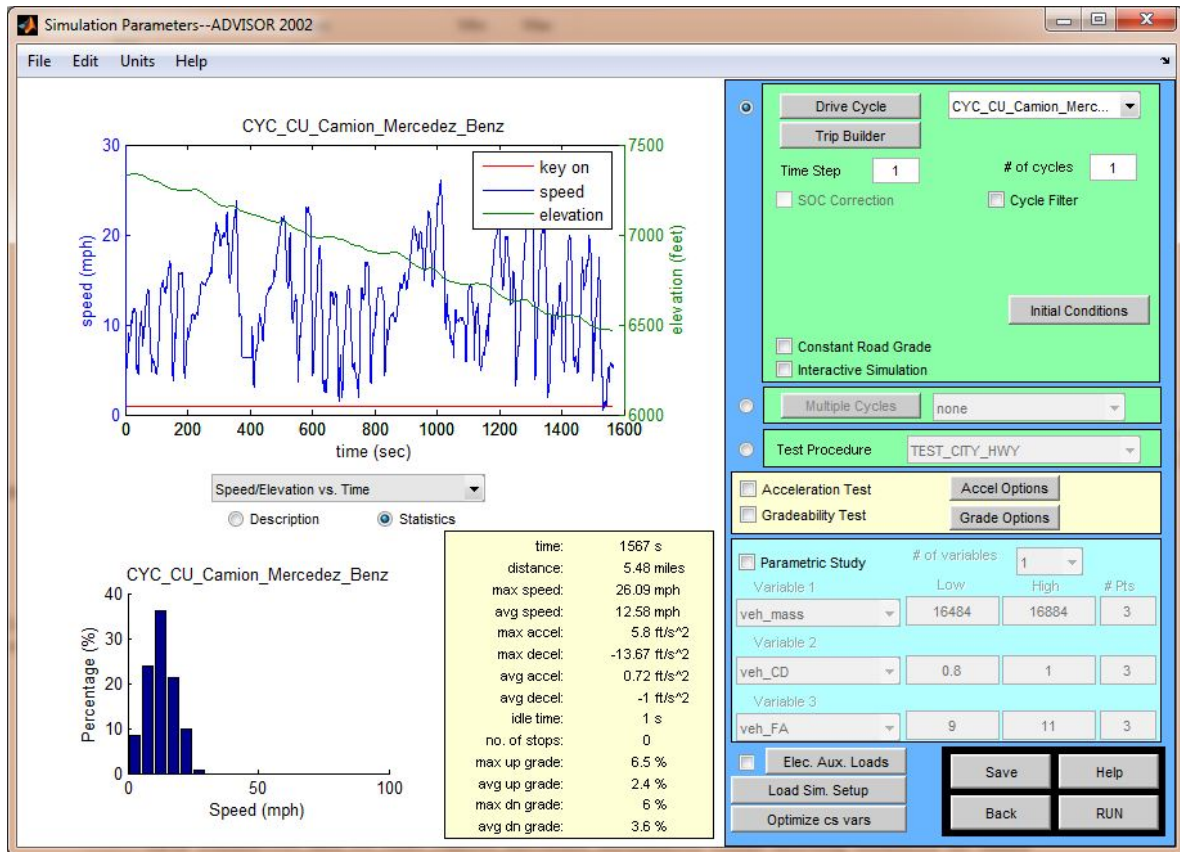 Simulation Parameters--ADVISOR 2002
File Edit Units Help
CYC_CU_Camion_Mercedez_Benz
30
20
10
0
speed (mph)
key on
speed
elevation
7500
7000
6500
6000
elevation (feet)
0 200 400 600 800 1000 1200 1400 1600
time (sec)
Speed/Elevation vs. Time
Description Statistics
CYC_CU_Camion_Mercedez_Benz
40
30
20
10
0
Percentage (%)
0 50 100
Speed (mph)
time: 1567 s
distance: 5.48 miles
max speed: 26.09 mph
avg speed: 12.58 mph
max accel: 5.8 ft/s^2
max decel: -13.67 ft/s^2
avg accel: 0.72 ft/s^2
avg decel: -1 ft/s^2
idle time: 1 s
no. of stops: 0
max up grade: 6.5 %
avg up grade: 2.4 %
max dn grade: 6 %
avg dn grade: 3.6 %
Drive Cycle CYC_CU_Camion_Merc...
Trip Builder
Time Step 1 # of cycles 1
SOC Correction Cycle Filter
Initial Conditions
Constant Road Grade
Interactive Simulation
Multiple Cycles none
Test Procedure TEST_CITY_HWY
Acceleration Test Accel Options
Gradeability Test Grade Options
Parametric Study # of variables 1
Variable 1 Low High # Pts
veh_mass 16484 16884 3
Variable 2
veh_CD 0.8 1 3
Variable 3
veh_FA 9 11 3
Elec. Aux. Loads
Load Sim. Setup
Optimize cs vars
Save Help
Back RUN